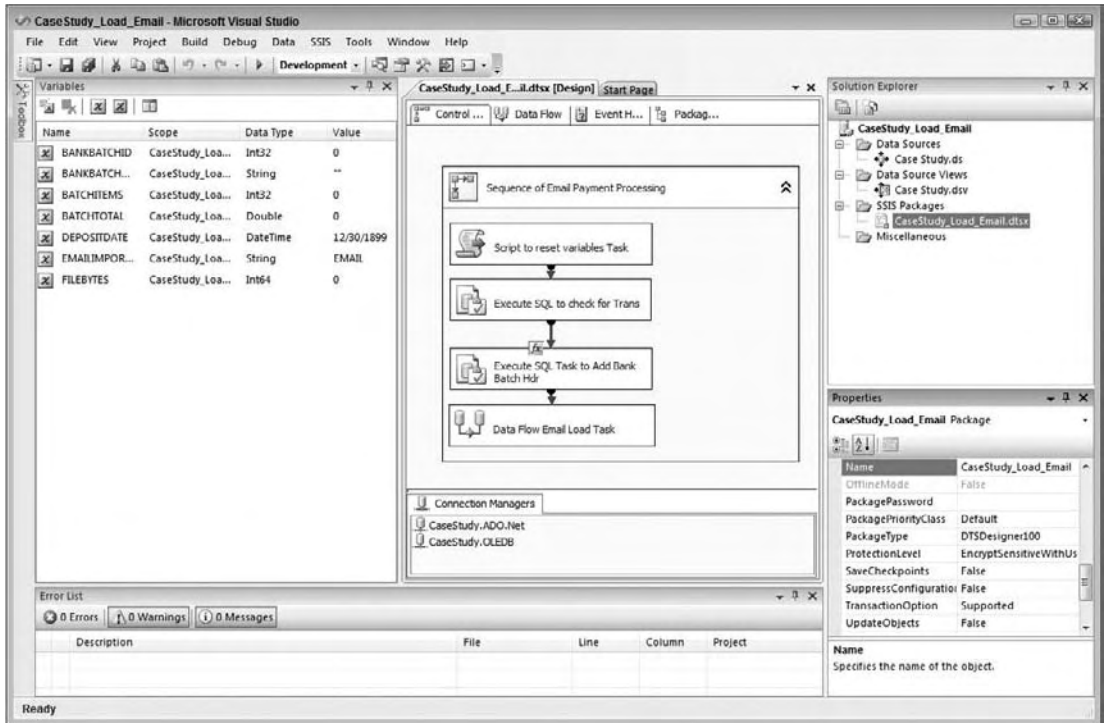 CaseStudy_Load_Email - Microsoft Visual Studio
File Edit View Project Build Debug Data SSIS Tools Window Help
Development
Toolbox
Variables
Name Scope Data Type Value
BANKBATCHID CaseStudy_Loa... Int32 0
BANKBATCH... CaseStudy_Loa... String ""
BATCHITEMS CaseStudy_Loa... Int32 0
BATCHTOTAL CaseStudy_Loa... Double 0
DEPOSITDATE CaseStudy_Loa... DateTime 12/30/1899
EMAILIMPOR... CaseStudy_Loa... String EMAIL
FILEBYTES CaseStudy_Loa... Int64 0
CaseStudy_Load_E...il.dtsx [Design] Start Page
Control ... Data Flow Event H... Packag...
Sequence of Email Payment Processing
Script to reset variables Task
Execute SQL to check for Trans
fx
Execute SQL Task to Add Bank
Batch Hdr
Data Flow Email Load Task
Connection Managers
CaseStudy.ADO.Net
CaseStudy.OLEDB
Solution Explorer
CaseStudy_Load_Email
Data Sources
Case Study.ds
Data Source Views
Case Study.dsv
SSIS Packages
CaseStudy_Load_Email.dtsx
Miscellaneous
Properties
CaseStudy_Load_Email Package
Name CaseStudy_Load_Email
OfflineMode False
PackagePassword
PackagePriorityClass Default
PackageType DTSDesigner100
ProtectionLevel EncryptSensitiveWithUs
SaveCheckpoints False
SuppressConfiguratio False
TransactionOption Supported
UpdateObjects False
Name
Specifies the name of the object.
Error List
0 Errors 0 Warnings 0 Messages
Description File Line Column Project
Ready